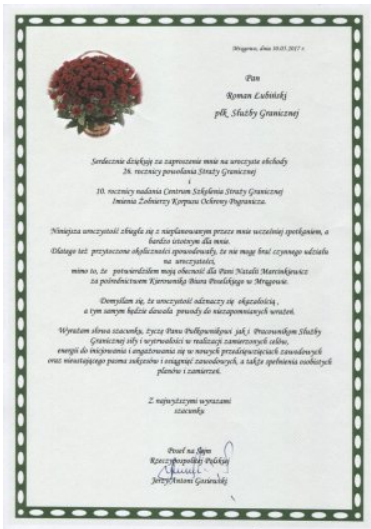 Mrągowo, dnia 30.05.2017 r.
Pan
Roman Łubiński
płk Służby Granicznej
Serdecznie dziękuję za zaproszenie mnie na uroczyste obchody
26. rocznicy powołania Straży Granicznej
i
10. rocznicy nadania Centrum Szkolenia Straży Granicznej
Imienia Żołnierzy Korpusu Ochrony Pogranicza.
Niniejsza uroczystość zbiegła się z nieplanowanym przeze mnie wcześniej spotkaniem, o
bardzo istotnym dla mnie.
Dlatego też przytoczone okoliczności spowodowały, że nie mogę brać czynnego udziału
na uroczystości,
mimo to, że potwierdziłem moją obecność dla Pani Natalii Marcinkiewicz
za pośrednictwem Kierownika Biura Poselskiego w Mrągowie.
Domyślam się, że uroczystość odznaczy się okazałością,
a tym samym będzie dawała powody do niezapomnianych wrażeń.
Wyrażam słowa szacunku, życzę Panu Pułkownikowi jak i Pracownikom Służby
Granicznej siły i wytrwałości w realizacji zamierzonych celów,
energii do inicjowania i angażowania się w nowych przedsięwzięciach zawodowych
oraz nieustającego pasma sukcesów i osiągnięć zawodowych, a także spełnienia osobistych
planów i zamierzeń.
Z najwyższymi wyrazami
szacunku
Poseł na Sejm
Rzeczypospolitej Polskiej
Jerzy Antoni Gosiewski